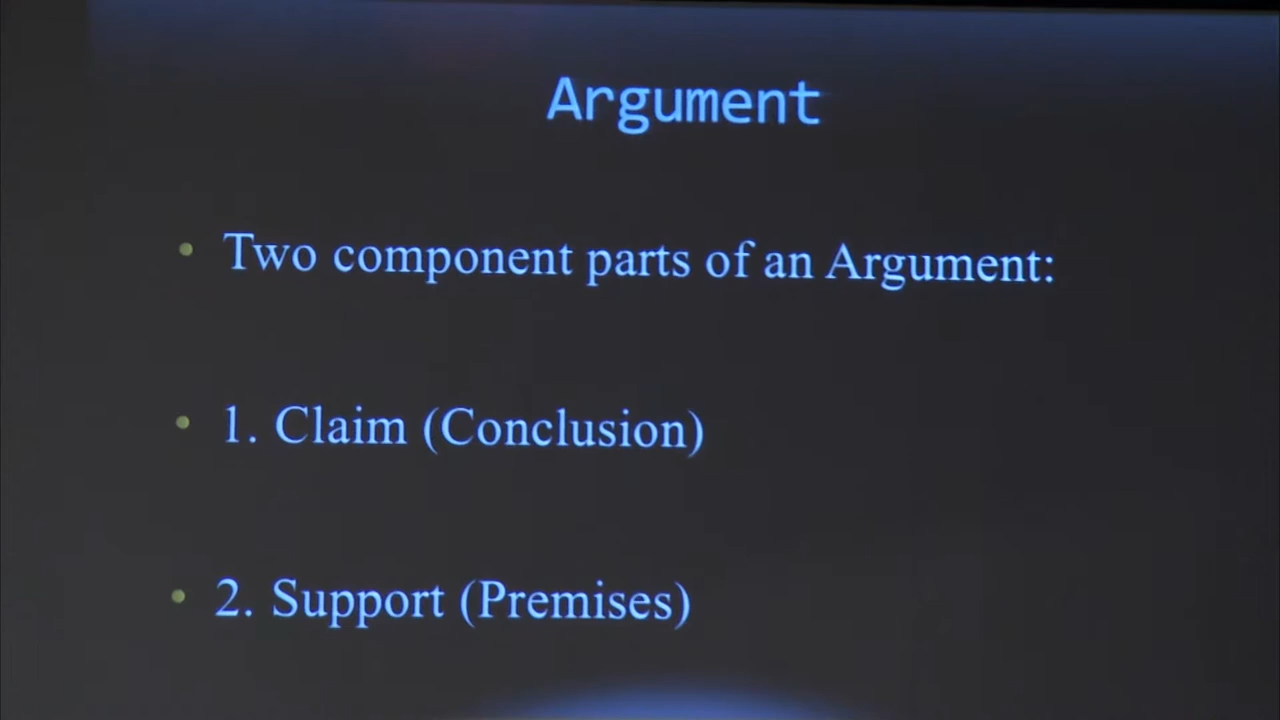 Argument
• Two component parts of an Argument:
• 1. Claim (Conclusion)
• 2. Support (Premises)